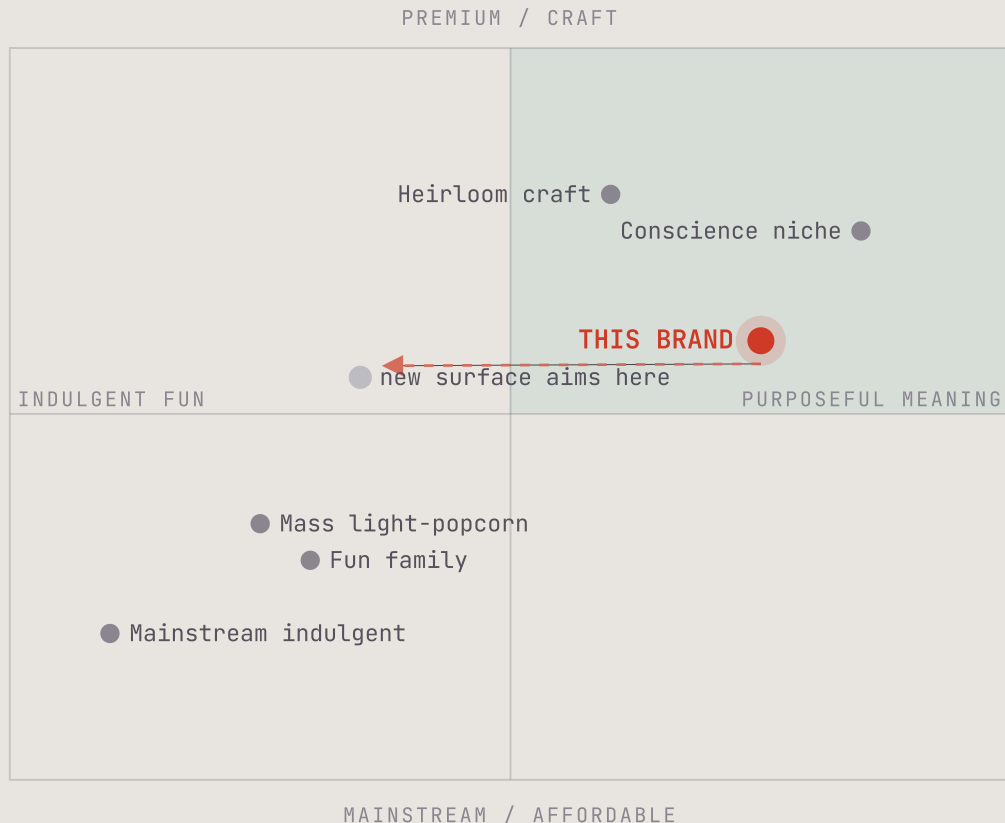 PREMIUM / CRAFT
Heirloom craft
Conscience niche
THIS BRAND
new surface aims here
INDULGENT FUN
PURPOSEFUL MEANING
Mass light-popcorn
Fun family
Mainstream indulgent
MAINSTREAM / AFFORDABLE